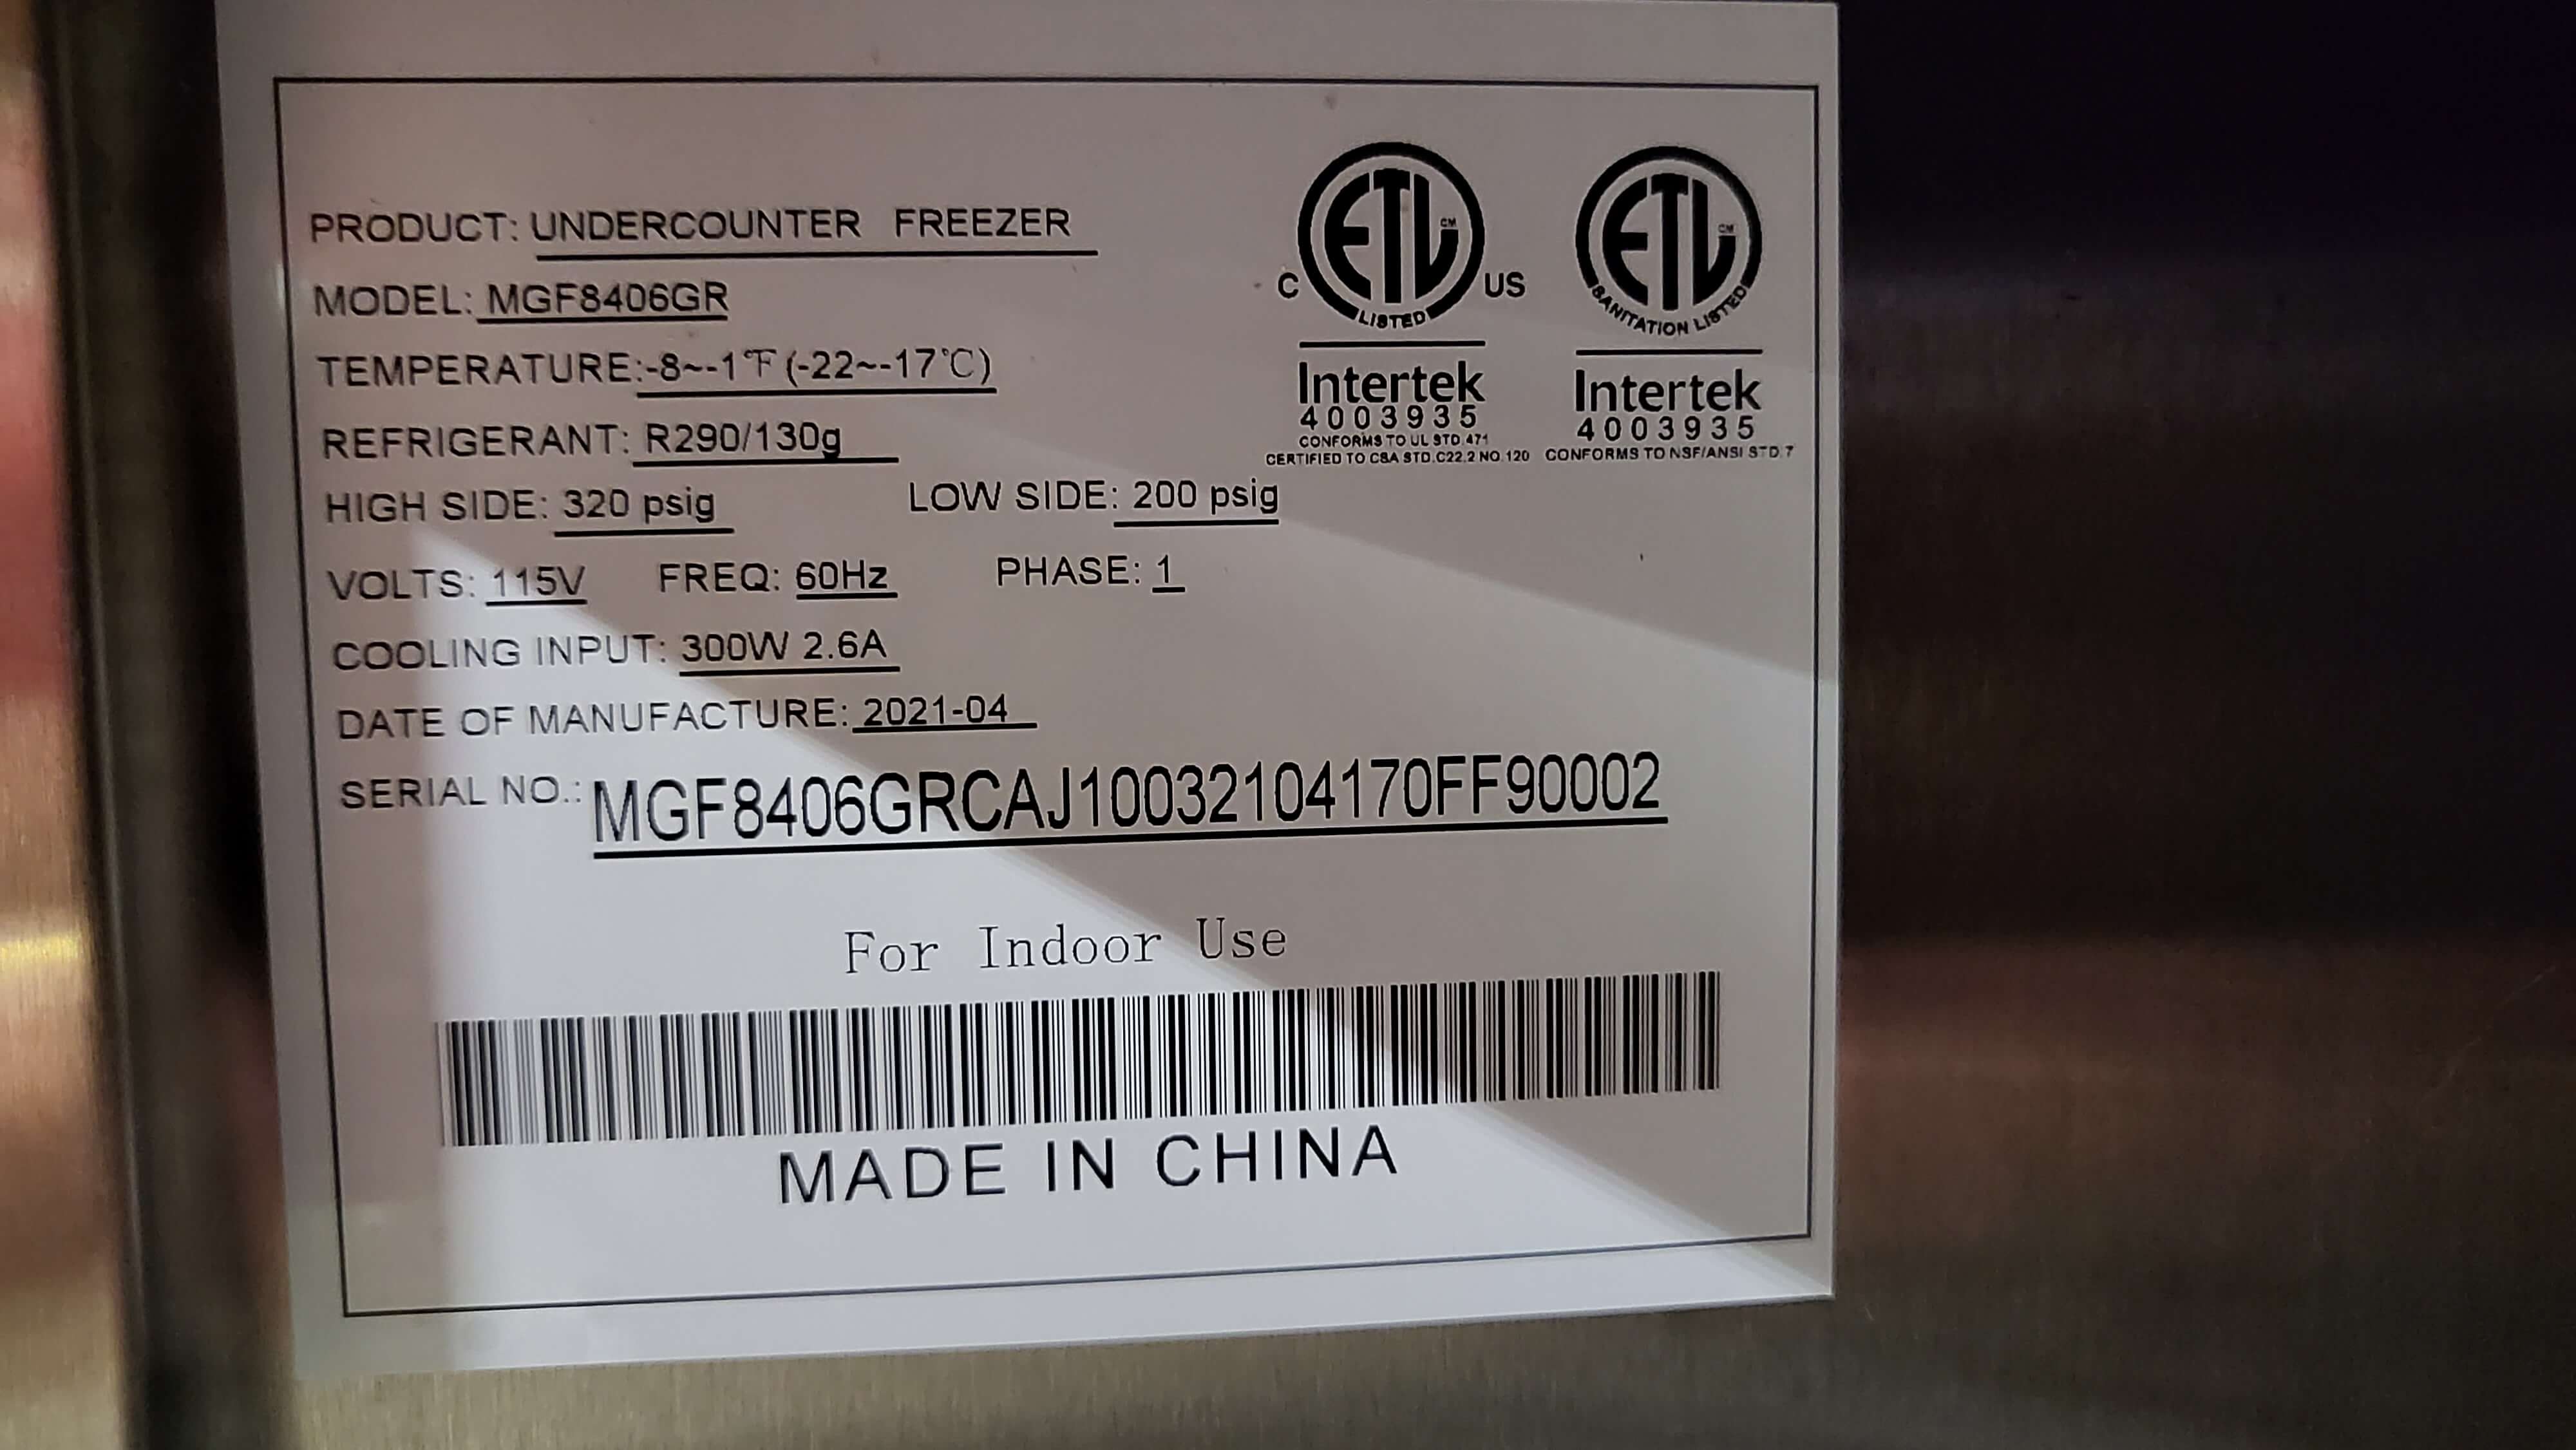 PRODUCT: UNDERCOUNTER FREEZER
MODEL: MGF8406GR
TEMPERATURE:-8~-1℉(-22~-17℃)
REFRIGERANT: R290/130g
HIGH SIDE: 320 psig LOW SIDE: 200 psig
VOLTS: 115V FREQ: 60Hz PHASE: 1
COOLING INPUT: 300W 2.6A
DATE OF MANUFACTURE: 2021-04
SERIAL NO.: MGF8406GRCAJ10032104170FF90002
For Indoor Use
MADE IN CHINA
ETL CM
C US
LISTED
Intertek
4003935
CONFORMS TO UL STD.471
CERTIFIED TO CSA STD.C22.2 NO.120
ETL CM
SANITATION LISTED
Intertek
4003935
CONFORMS TO NSF/ANSI STD.7